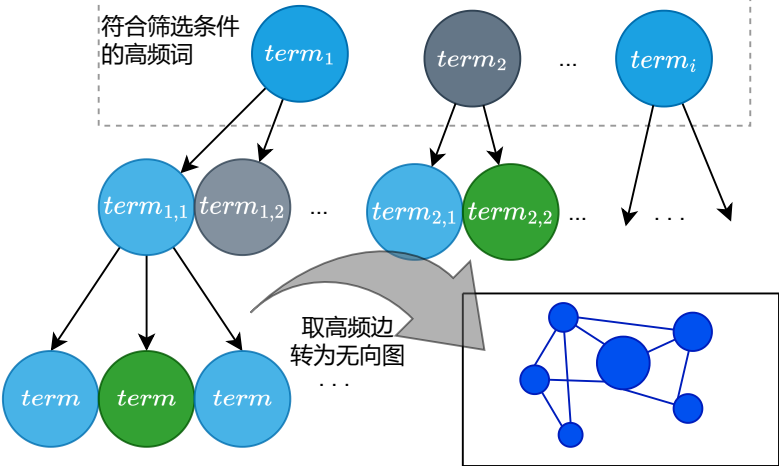 符合筛选条件
的高频词
term₁
term₂
...
termᵢ
term₁,₁
term₁,₂
...
term₂,₁
term₂,₂
...
...
取高频边
转为无向图
...
term
term
term